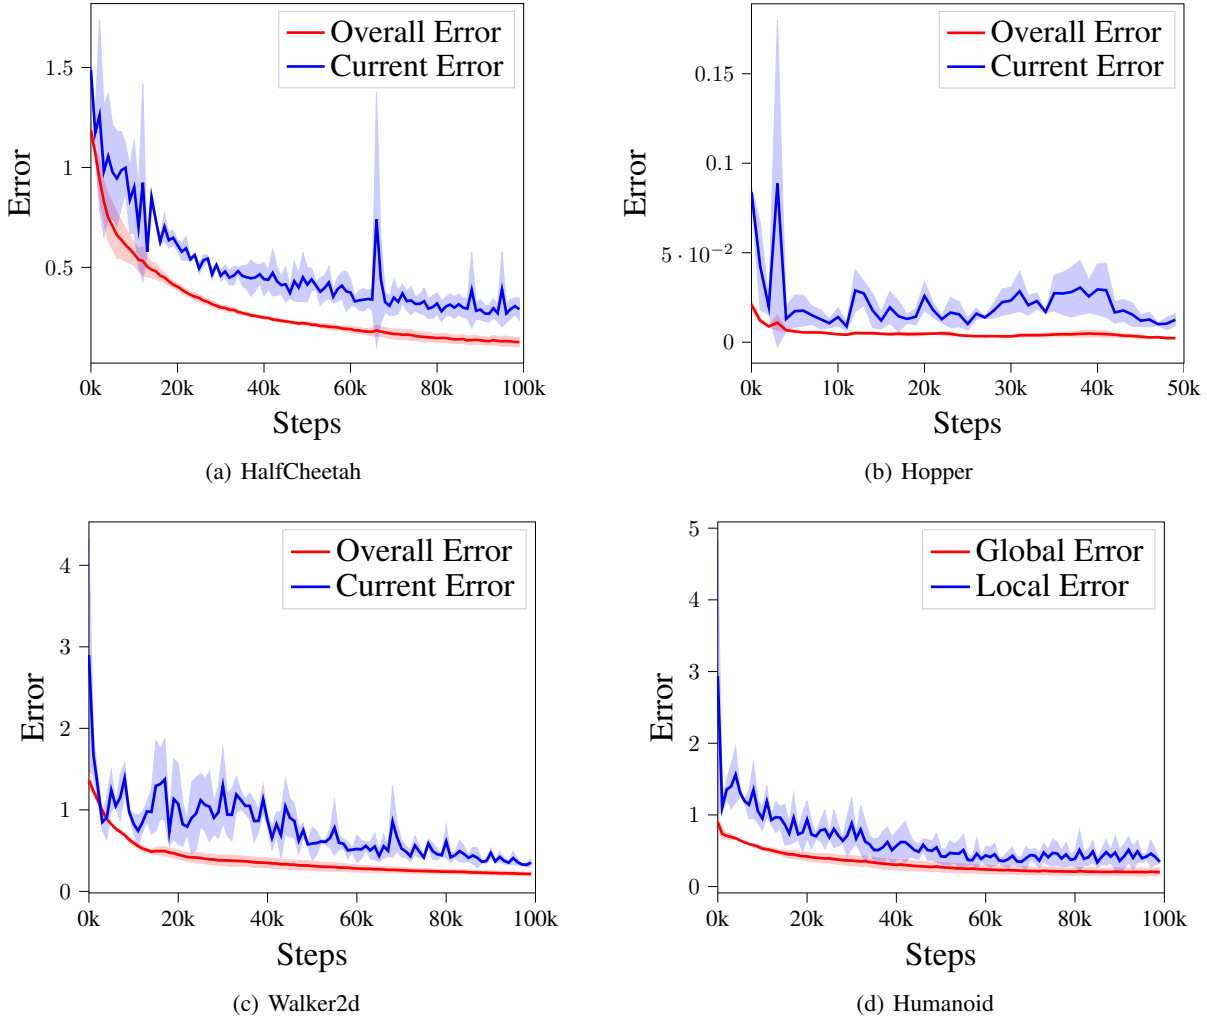 Overall Error
Current Error
1.5
1
0.5
Error
0k 20k 40k 60k 80k 100k
Steps
(a) HalfCheetah
Overall Error
Current Error
0.15
0.1
5 · 10−2
0
Error
0k 10k 20k 30k 40k 50k
Steps
(b) Hopper
Overall Error
Current Error
4
3
2
1
0
Error
0k 20k 40k 60k 80k 100k
Steps
(c) Walker2d
Global Error
Local Error
5
4
3
2
1
0
Error
0k 20k 40k 60k 80k 100k
Steps
(d) Humanoid